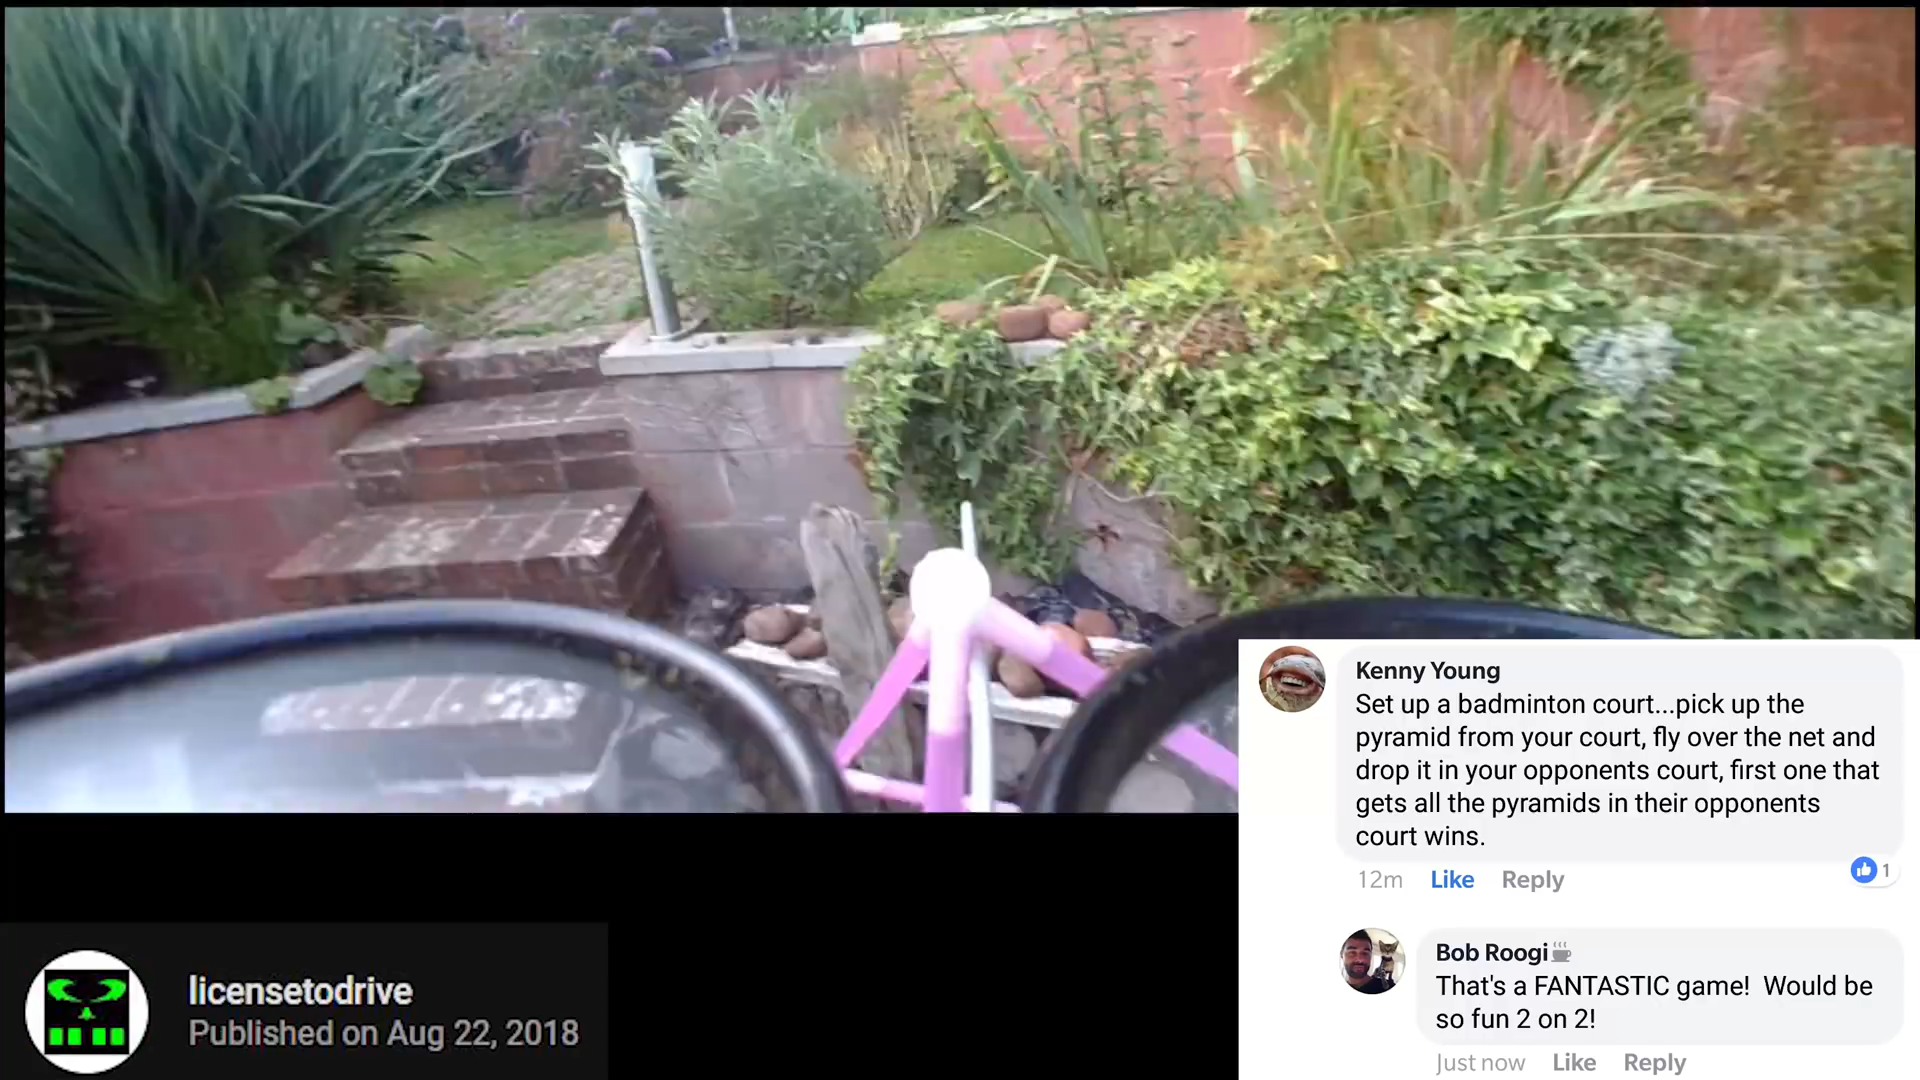 Kenny Young
Set up a badminton court...pick up the
pyramid from your court, fly over the net and
drop it in your opponents court, first one that
gets all the pyramids in their opponents
court wins.
12m Like Reply 1
Bob Roogi
That's a FANTASTIC game! Would be
so fun 2 on 2!
Just now Like Reply
licensetodrive
Published on Aug 22, 2018